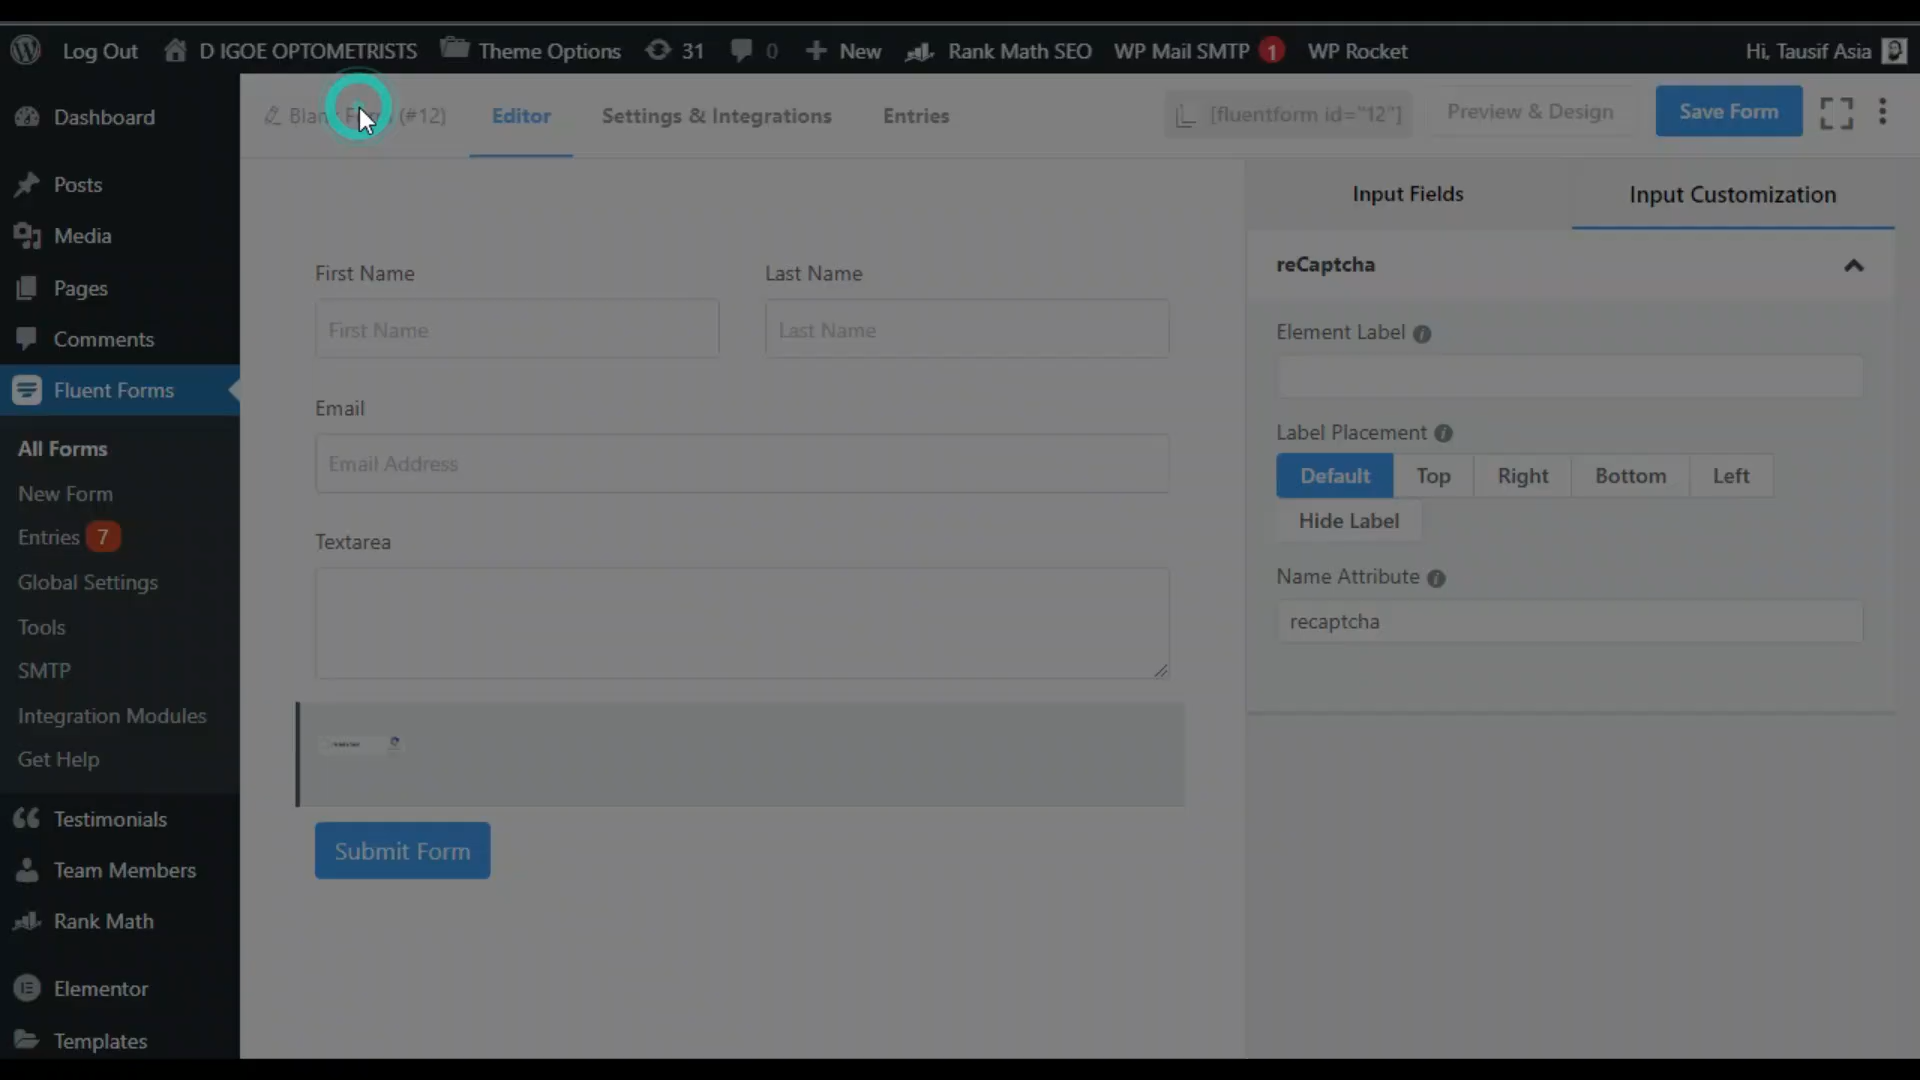 Log Out D IGOE OPTOMETRISTS Theme Options 31 0 New Rank Math SEO WP Mail SMTP 1 WP Rocket Hi, Tausif Asia
Dashboard
Posts
Media
Pages
Comments
Fluent Forms
All Forms
New Form
Entries 7
Global Settings
Tools
SMTP
Integration Modules
Get Help
Testimonials
Team Members
Rank Math
Elementor
Templates
(#12) Editor Settings & Integrations Entries [fluentform id="12"] Preview & Design Save Form
First Name Last Name
First Name Last Name
Email
Email Address
Textarea
Submit Form
Input Fields Input Customization
reCaptcha
Element Label
Label Placement
Default Top Right Bottom Left
Hide Label
Name Attribute
recaptcha